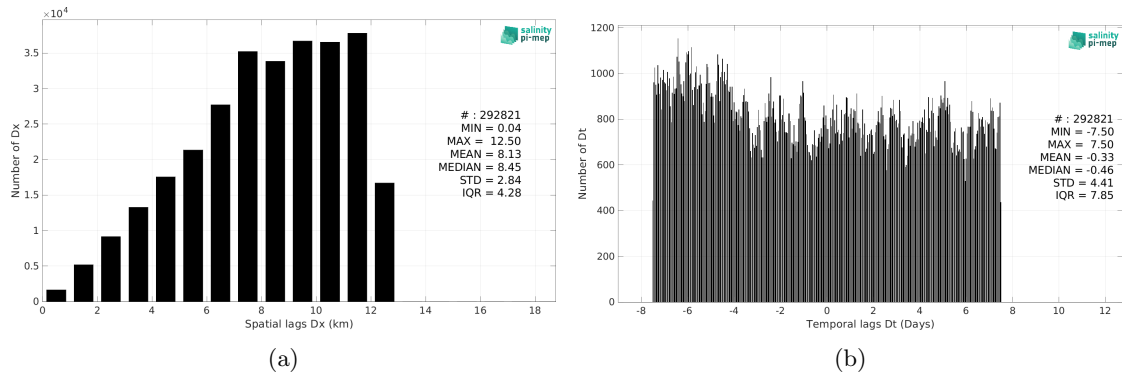 ×10⁴
3.5
3
2.5
2
1.5
1
0.5
0
Number of Dx
0 2 4 6 8 10 12 14 16 18
Spatial lags Dx (km)
salinity
pi-mep
# : 292821
MIN = 0.04
MAX = 12.50
MEAN = 8.13
MEDIAN = 8.45
STD = 2.84
IQR = 4.28
(a)
1200
1000
800
600
400
200
0
Number of Dt
-8 -6 -4 -2 0 2 4 6 8 10 12
Temporal lags Dt (Days)
salinity
pi-mep
# : 292821
MIN = -7.50
MAX = 7.50
MEAN = -0.33
MEDIAN = -0.46
STD = 4.41
IQR = 7.85
(b)